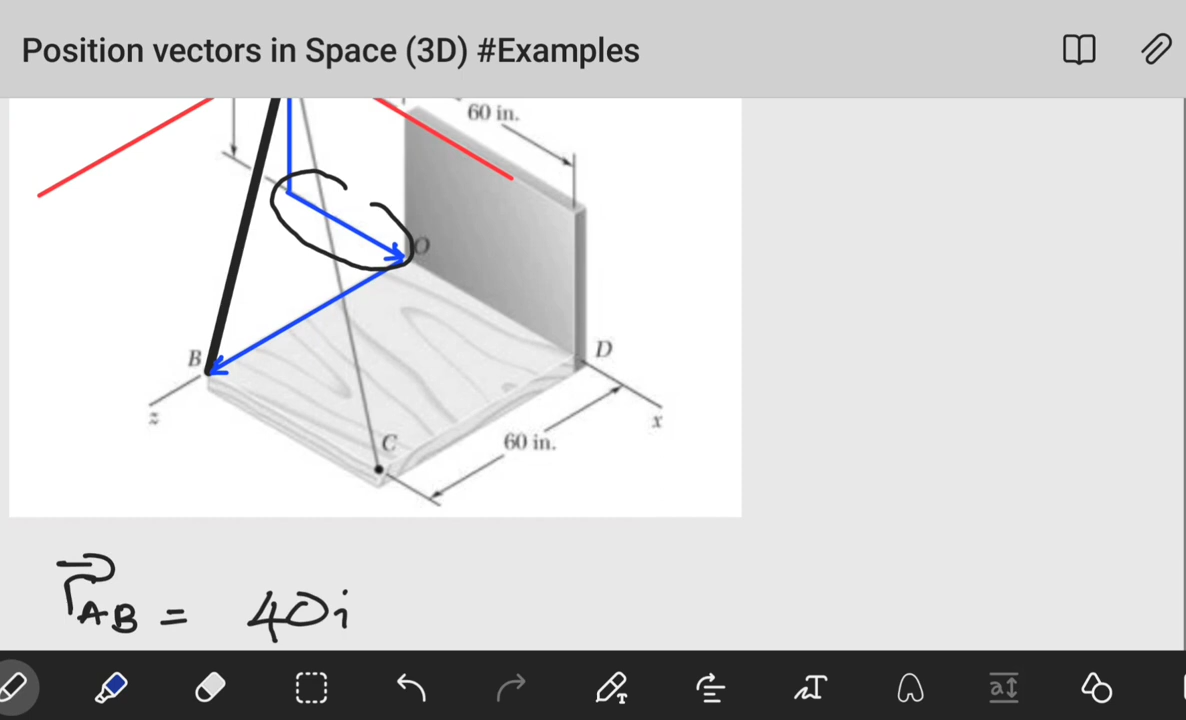 Position vectors in Space (3D) #Examples
60 in.
O
B
D
z
x
C
60 in.
r⃗AB = 40i
T
T
a